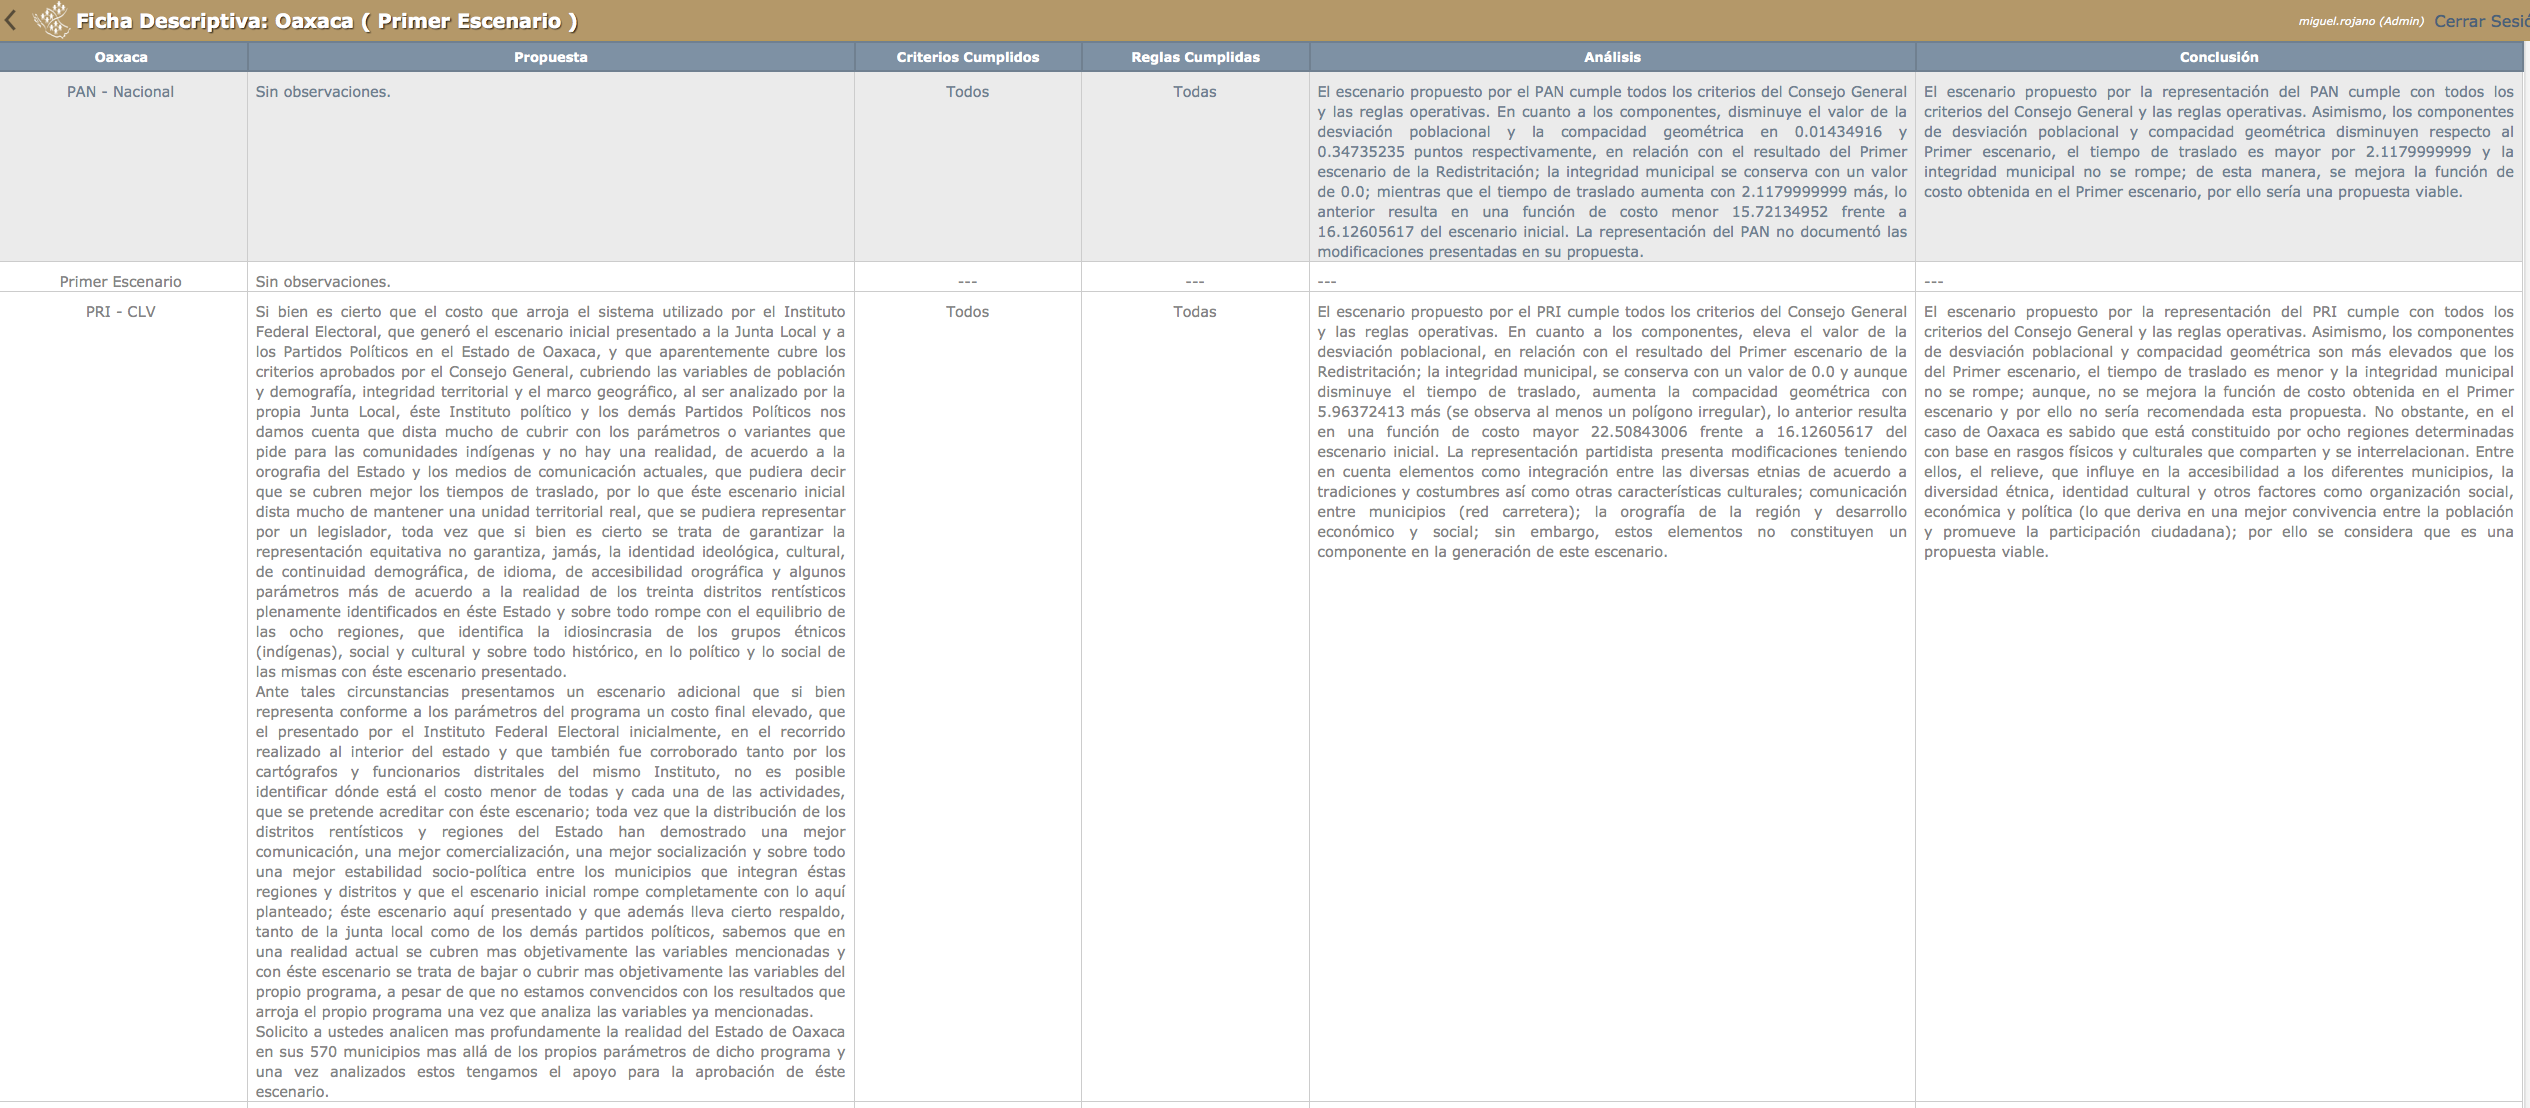 Ficha Descriptiva: Oaxaca ( Primer Escenario )
miguel.rojano (Admin) Cerrar Sesió
Oaxaca
Propuesta
Criterios Cumplidos
Reglas Cumplidas
Análisis
Conclusión
PAN - Nacional
Sin observaciones.
Todos
Todas
El escenario propuesto por el PAN cumple todos los criterios del Consejo General
y las reglas operativas. En cuanto a los componentes, disminuye el valor de la
desviación poblacional y la compacidad geométrica en 0.01434916 y
0.34735235 puntos respectivamente, en relación con el resultado del Primer
escenario de la Redistritación; la integridad municipal se conserva con un valor
de 0.0; mientras que el tiempo de traslado aumenta con 2.1179999999 más, lo
anterior resulta en una función de costo menor 15.72134952 frente a
16.12605617 del escenario inicial. La representación del PAN no documentó las
modificaciones presentadas en su propuesta.
El escenario propuesto por la representación del PAN cumple con todos los
criterios del Consejo General y las reglas operativas. Asimismo, los componentes
de desviación poblacional y compacidad geométrica disminuyen respecto al
Primer escenario, el tiempo de traslado es mayor por 2.1179999999 y la
integridad municipal no se rompe; de esta manera, se mejora la función de
costo obtenida en el Primer escenario, por ello sería una propuesta viable.
Primer Escenario
Sin observaciones.
---
---
---
---
PRI - CLV
Si bien es cierto que el costo que arroja el sistema utilizado por el Instituto
Federal Electoral, que generó el escenario inicial presentado a la Junta Local y a
los Partidos Políticos en el Estado de Oaxaca, y que aparentemente cubre los
criterios aprobados por el Consejo General, cubriendo las variables de población
y demografía, integridad territorial y el marco geográfico, al ser analizado por la
propia Junta Local, éste Instituto político y los demás Partidos Políticos nos
damos cuenta que dista mucho de cubrir con los parámetros o variantes que
pide para las comunidades indígenas y no hay una realidad, de acuerdo a la
orografia del Estado y los medios de comunicación actuales, que pudiera decir
que se cubren mejor los tiempos de traslado, por lo que éste escenario inicial
dista mucho de mantener una unidad territorial real, que se pudiera representar
por un legislador, toda vez que si bien es cierto se trata de garantizar la
representación equitativa no garantiza, jamás, la identidad ideológica, cultural,
de continuidad demográfica, de idioma, de accesibilidad orográfica y algunos
parámetros más de acuerdo a la realidad de los treinta distritos rentísticos
plenamente identificados en éste Estado y sobre todo rompe con el equilibrio de
las ocho regiones, que identifica la idiosincrasia de los grupos étnicos
(indígenas), social y cultural y sobre todo histórico, en lo político y lo social de
las mismas con éste escenario presentado.
Ante tales circunstancias presentamos un escenario adicional que si bien
representa conforme a los parámetros del programa un costo final elevado, que
el presentado por el Instituto Federal Electoral inicialmente, en el recorrido
realizado al interior del estado y que también fue corroborado tanto por los
cartógrafos y funcionarios distritales del mismo Instituto, no es posible
identificar dónde está el costo menor de todas y cada una de las actividades,
que se pretende acreditar con éste escenario; toda vez que la distribución de los
distritos rentísticos y regiones del Estado han demostrado una mejor
comunicación, una mejor comercialización, una mejor socialización y sobre todo
una mejor estabilidad socio-política entre los municipios que integran éstas
regiones y distritos y que el escenario inicial rompe completamente con lo aquí
planteado; éste escenario aquí presentado y que además lleva cierto respaldo,
tanto de la junta local como de los demás partidos políticos, sabemos que en
una realidad actual se cubren mas objetivamente las variables mencionadas y
con éste escenario se trata de bajar o cubrir mas objetivamente las variables del
propio programa, a pesar de que no estamos convencidos con los resultados que
arroja el propio programa una vez que analiza las variables ya mencionadas.
Solicito a ustedes analicen mas profundamente la realidad del Estado de Oaxaca
en sus 570 municipios mas allá de los propios parámetros de dicho programa y
una vez analizados estos tengamos el apoyo para la aprobación de éste
escenario.
Todos
Todas
El escenario propuesto por el PRI cumple todos los criterios del Consejo General
y las reglas operativas. En cuanto a los componentes, eleva el valor de la
desviación poblacional, en relación con el resultado del Primer escenario de la
Redistritación; la integridad municipal, se conserva con un valor de 0.0 y aunque
disminuye el tiempo de traslado, aumenta la compacidad geométrica con
5.96372413 más (se observa al menos un polígono irregular), lo anterior resulta
en una función de costo mayor 22.50843006 frente a 16.12605617 del
escenario inicial. La representación partidista presenta modificaciones teniendo
en cuenta elementos como integración entre las diversas etnias de acuerdo a
tradiciones y costumbres así como otras características culturales; comunicación
entre municipios (red carretera); la orografía de la región y desarrollo
económico y social; sin embargo, estos elementos no constituyen un
componente en la generación de este escenario.
El escenario propuesto por la representación del PRI cumple con todos los
criterios del Consejo General y las reglas operativas. Asimismo, los componentes
de desviación poblacional y compacidad geométrica son más elevados que los
del Primer escenario, el tiempo de traslado es menor y la integridad municipal
no se rompe; aunque, no se mejora la función de costo obtenida en el Primer
escenario y por ello no sería recomendada esta propuesta. No obstante, en el
caso de Oaxaca es sabido que está constituido por ocho regiones determinadas
con base en rasgos físicos y culturales que comparten y se interrelacionan. Entre
ellos, el relieve, que influye en la accesibilidad a los diferentes municipios, la
diversidad étnica, identidad cultural y otros factores como organización social,
económica y política (lo que deriva en una mejor convivencia entre la población
y promueve la participación ciudadana); por ello se considera que es una
propuesta viable.